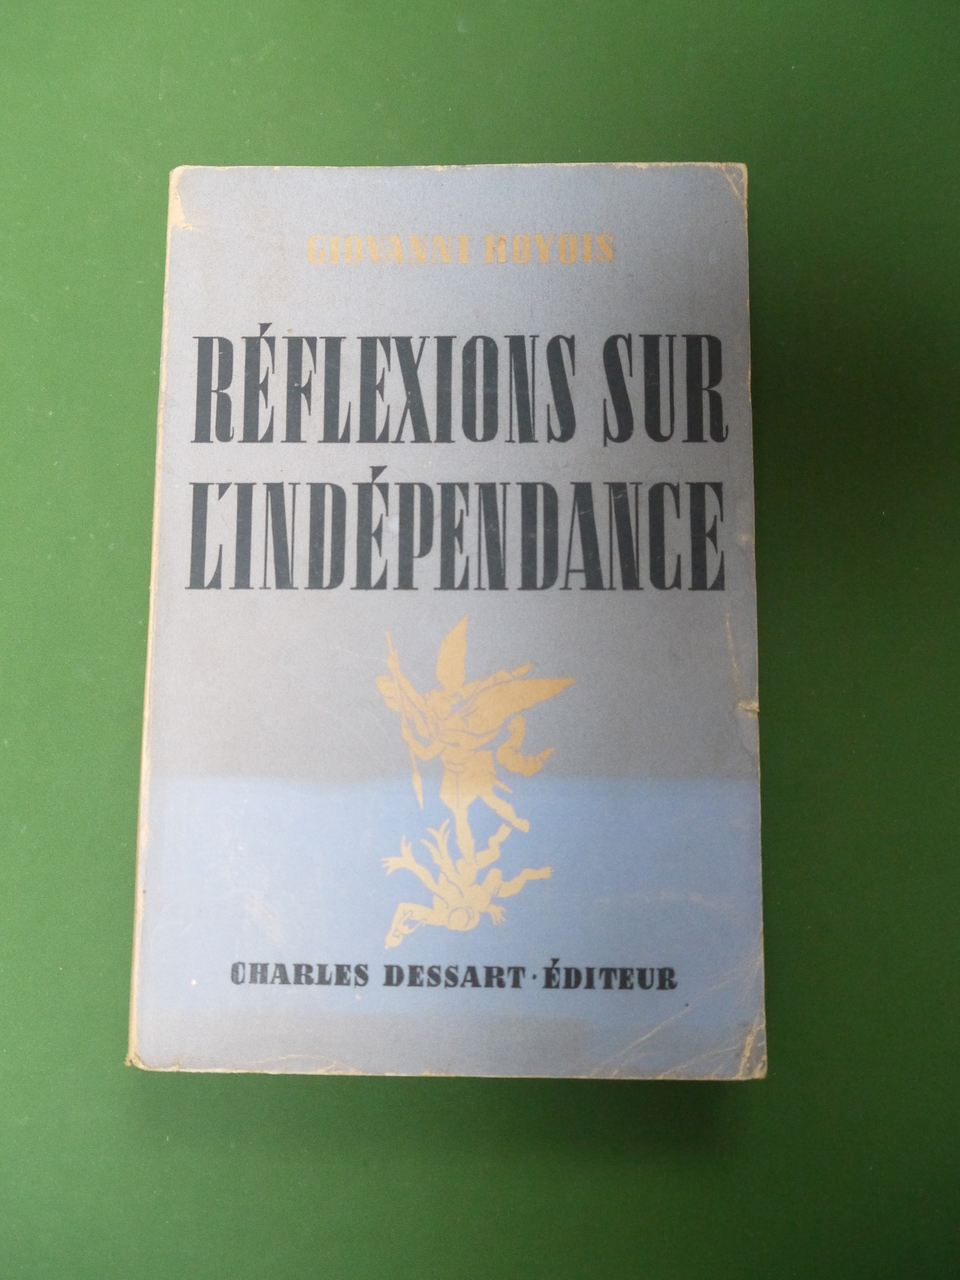 GIOVANNI HOYOIS
RÉFLEXIONS SUR
L'INDÉPENDANCE
CHARLES DESSART · ÉDITEUR